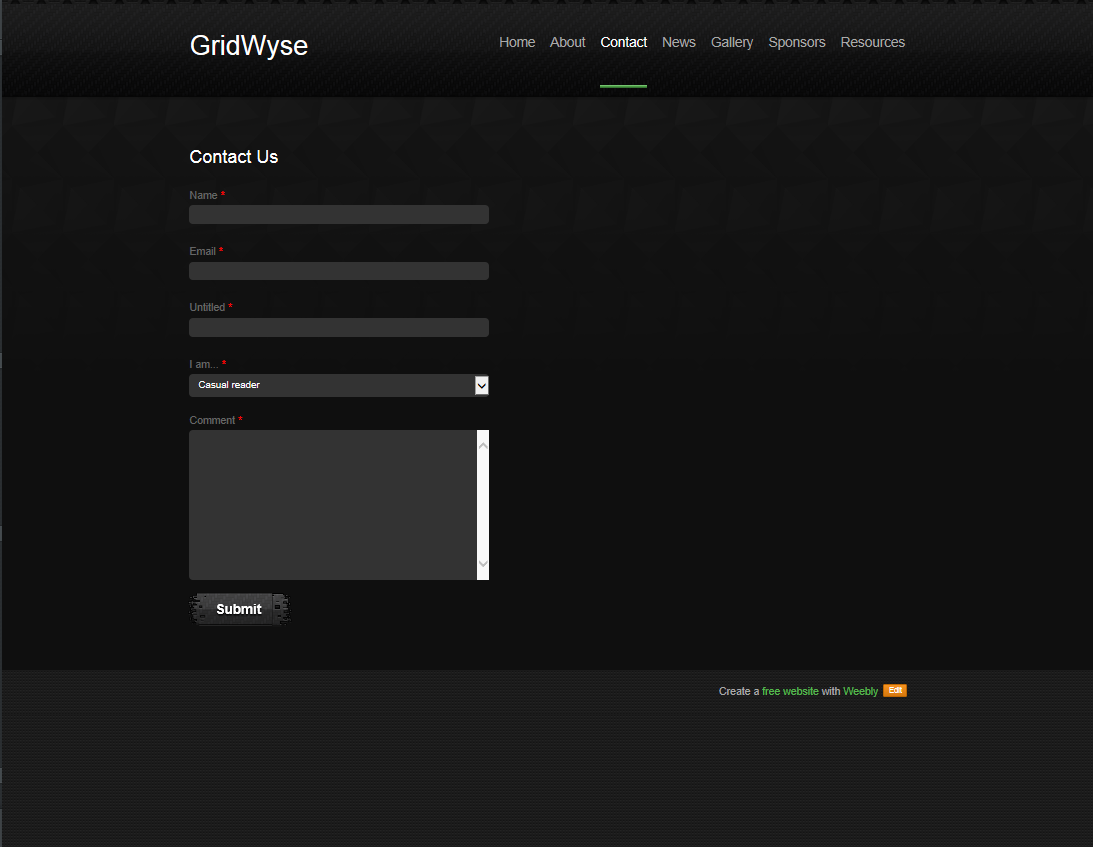 GridWyse
Home About Contact News Gallery Sponsors Resources
Contact Us
Name *
Email *
Untitled *
I am... *
Casual reader
Comment *
Submit
Create a free website with Weebly Edit